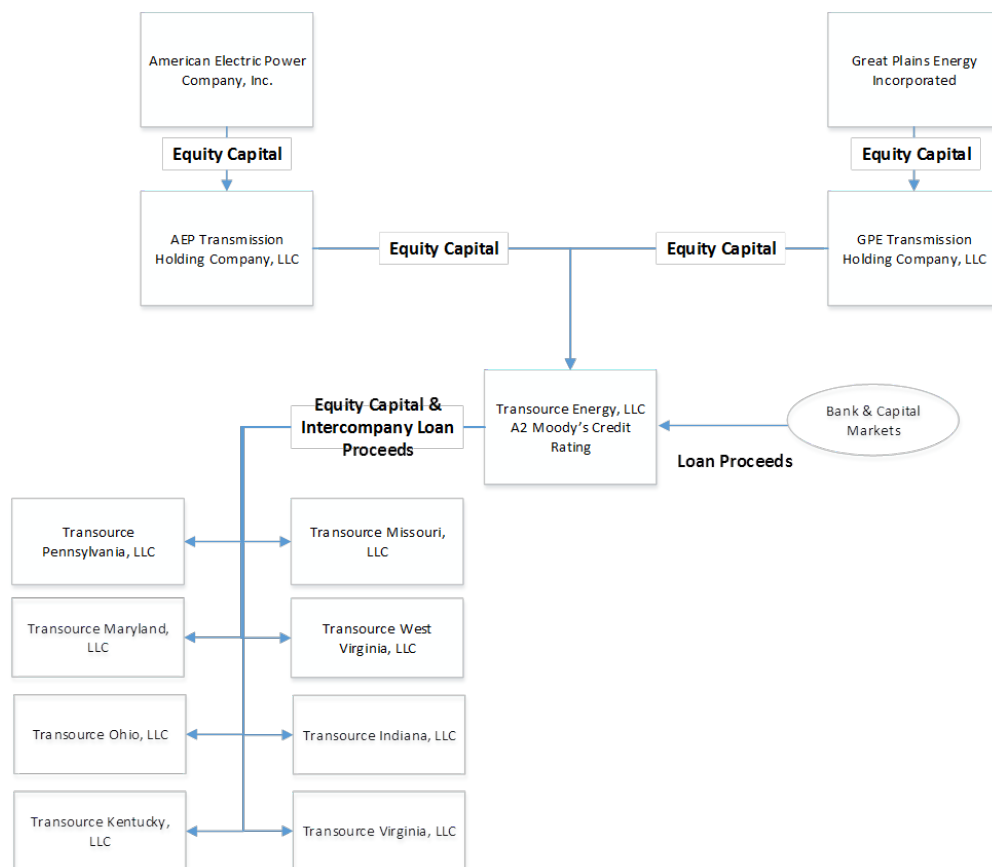 American Electric Power
Company, Inc.
Great Plains Energy
Incorporated
Equity Capital
Equity Capital
AEP Transmission
Holding Company, LLC
Equity Capital
Equity Capital
GPE Transmission
Holding Company, LLC
Equity Capital &
Intercompany Loan
Proceeds
Transource Energy, LLC
A2 Moody's Credit
Rating
Bank & Capital
Markets
Loan Proceeds
Transource
Pennsylvania, LLC
Transource Missouri,
LLC
Transource Maryland,
LLC
Transource West
Virginia, LLC
Transource Ohio, LLC
Transource Indiana, LLC
Transource Kentucky,
LLC
Transource Virginia, LLC